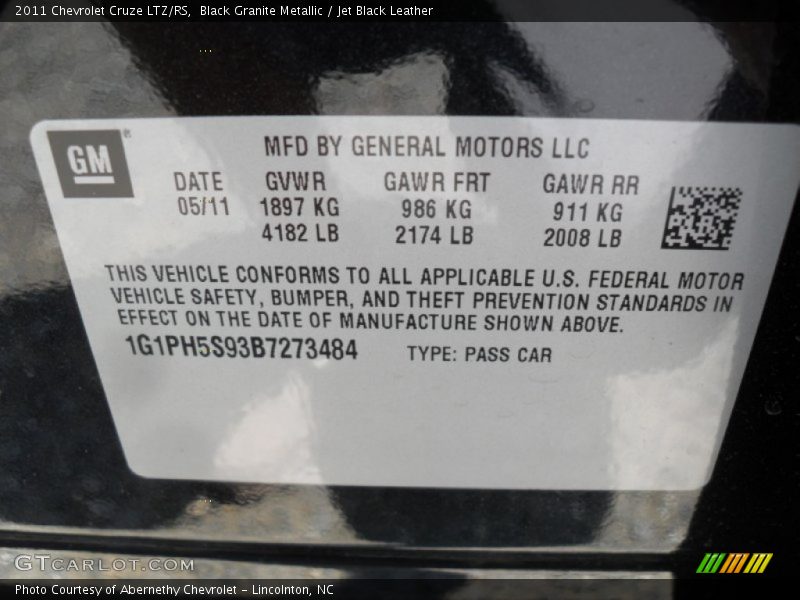 2011 Chevrolet Cruze LTZ/RS,  Black Granite Metallic / Jet Black Leather
GM®
MFD BY GENERAL MOTORS LLC
DATE GVWR GAWR FRT GAWR RR
05/11 1897 KG 986 KG 911 KG
4182 LB 2174 LB 2008 LB
THIS VEHICLE CONFORMS TO ALL APPLICABLE U.S. FEDERAL MOTOR
VEHICLE SAFETY, BUMPER, AND THEFT PREVENTION STANDARDS IN
EFFECT ON THE DATE OF MANUFACTURE SHOWN ABOVE.
1G1PH5S93B7273484 TYPE: PASS CAR
GTCARLOT.COM
Photo Courtesy of Abernethy Chevrolet – Lincolnton, NC